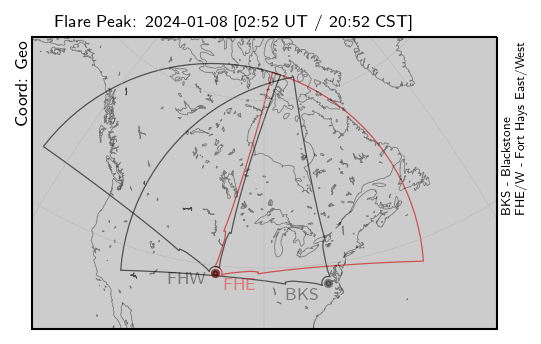 Flare Peak: 2024-01-08 [02:52 UT / 20:52 CST]
Coord: Geo
BKS - Blackstone
FHE/W - Fort Hays East/West
FHW
FHE
BKS